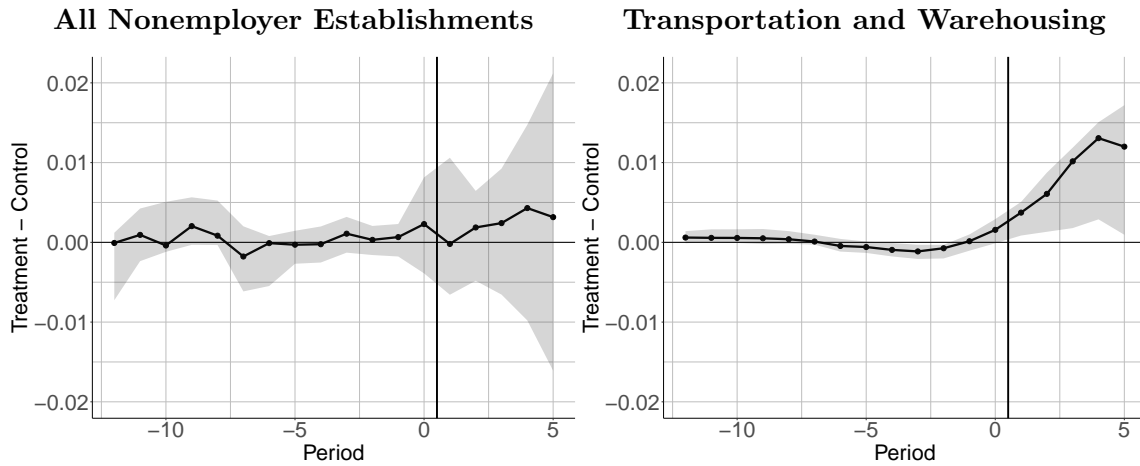 All Nonemployer Establishments
Treatment − Control
0.02
0.01
0.00
−0.01
−0.02
−10 −5 0 5
Period
Transportation and Warehousing
Treatment − Control
0.02
0.01
0.00
−0.01
−0.02
−10 −5 0 5
Period